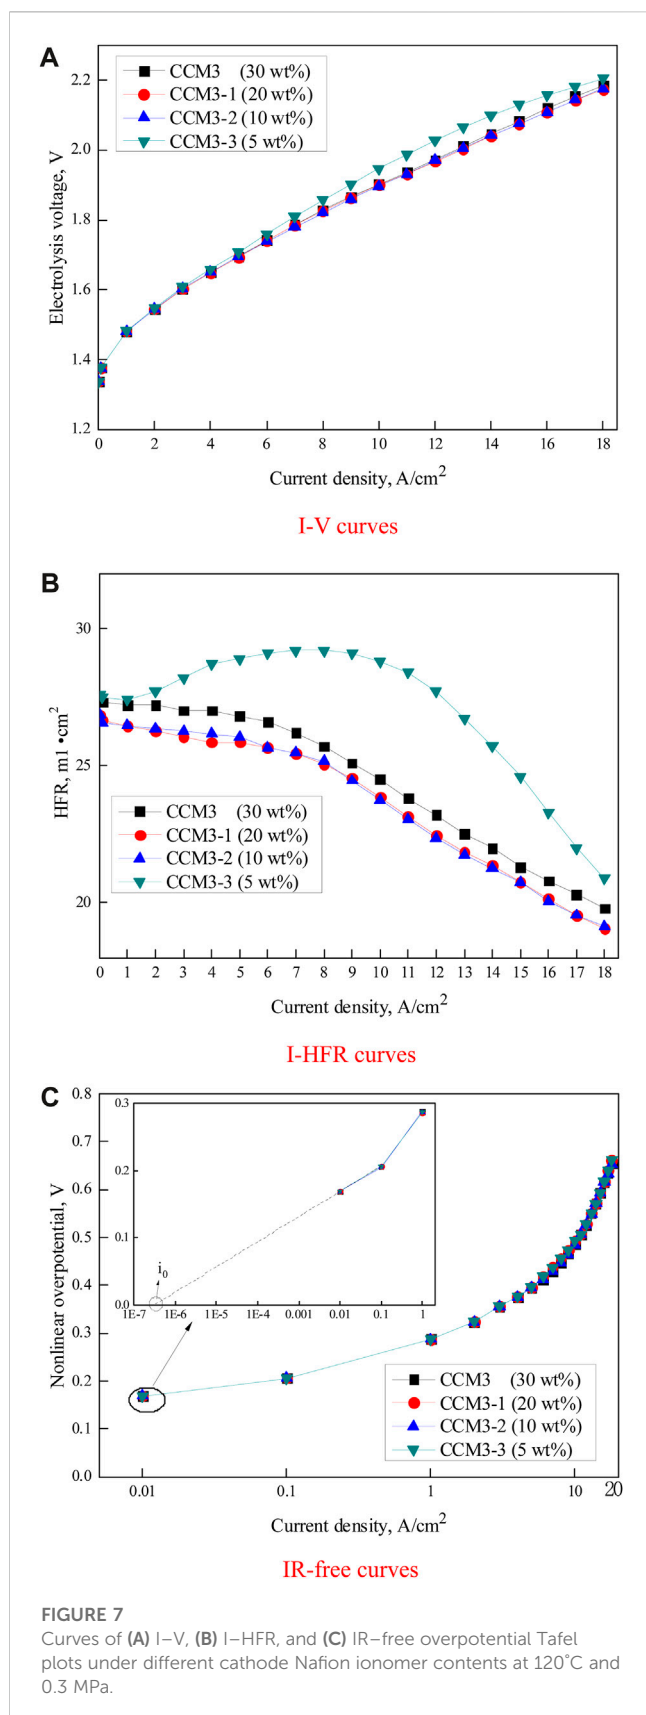 A
CCM3 (30 wt%)
CCM3-1 (20 wt%)
CCM3-2 (10 wt%)
CCM3-3 (5 wt%)
2.2
2.0
1.8
1.6
1.4
1.2
Electrolysis voltage, V
0 2 4 6 8 10 12 14 16 18
Current density, A/cm²
I-V curves
B
30
25
20
HFR, m1 •cm²
CCM3 (30 wt%)
CCM3-1 (20 wt%)
CCM3-2 (10 wt%)
CCM3-3 (5 wt%)
0 1 2 3 4 5 6 7 8 9 10 11 12 13 14 15 16 17 18
Current density, A/cm²
I-HFR curves
C
0.8
0.7
0.6
0.5
0.4
0.3
0.2
0.1
0.0
Nonlinear overpotential, V
0.3
0.2
0.1
0.0
i₀
1E-7 1E-6 1E-5 1E-4 0.001 0.01 0.1 1
CCM3 (30 wt%)
CCM3-1 (20 wt%)
CCM3-2 (10 wt%)
CCM3-3 (5 wt%)
0.01 0.1 1 10 20
Current density, A/cm²
IR-free curves
FIGURE 7
Curves of (A) I–V, (B) I–HFR, and (C) IR–free overpotential Tafel
plots under different cathode Nafion ionomer contents at 120°C and
0.3 MPa.